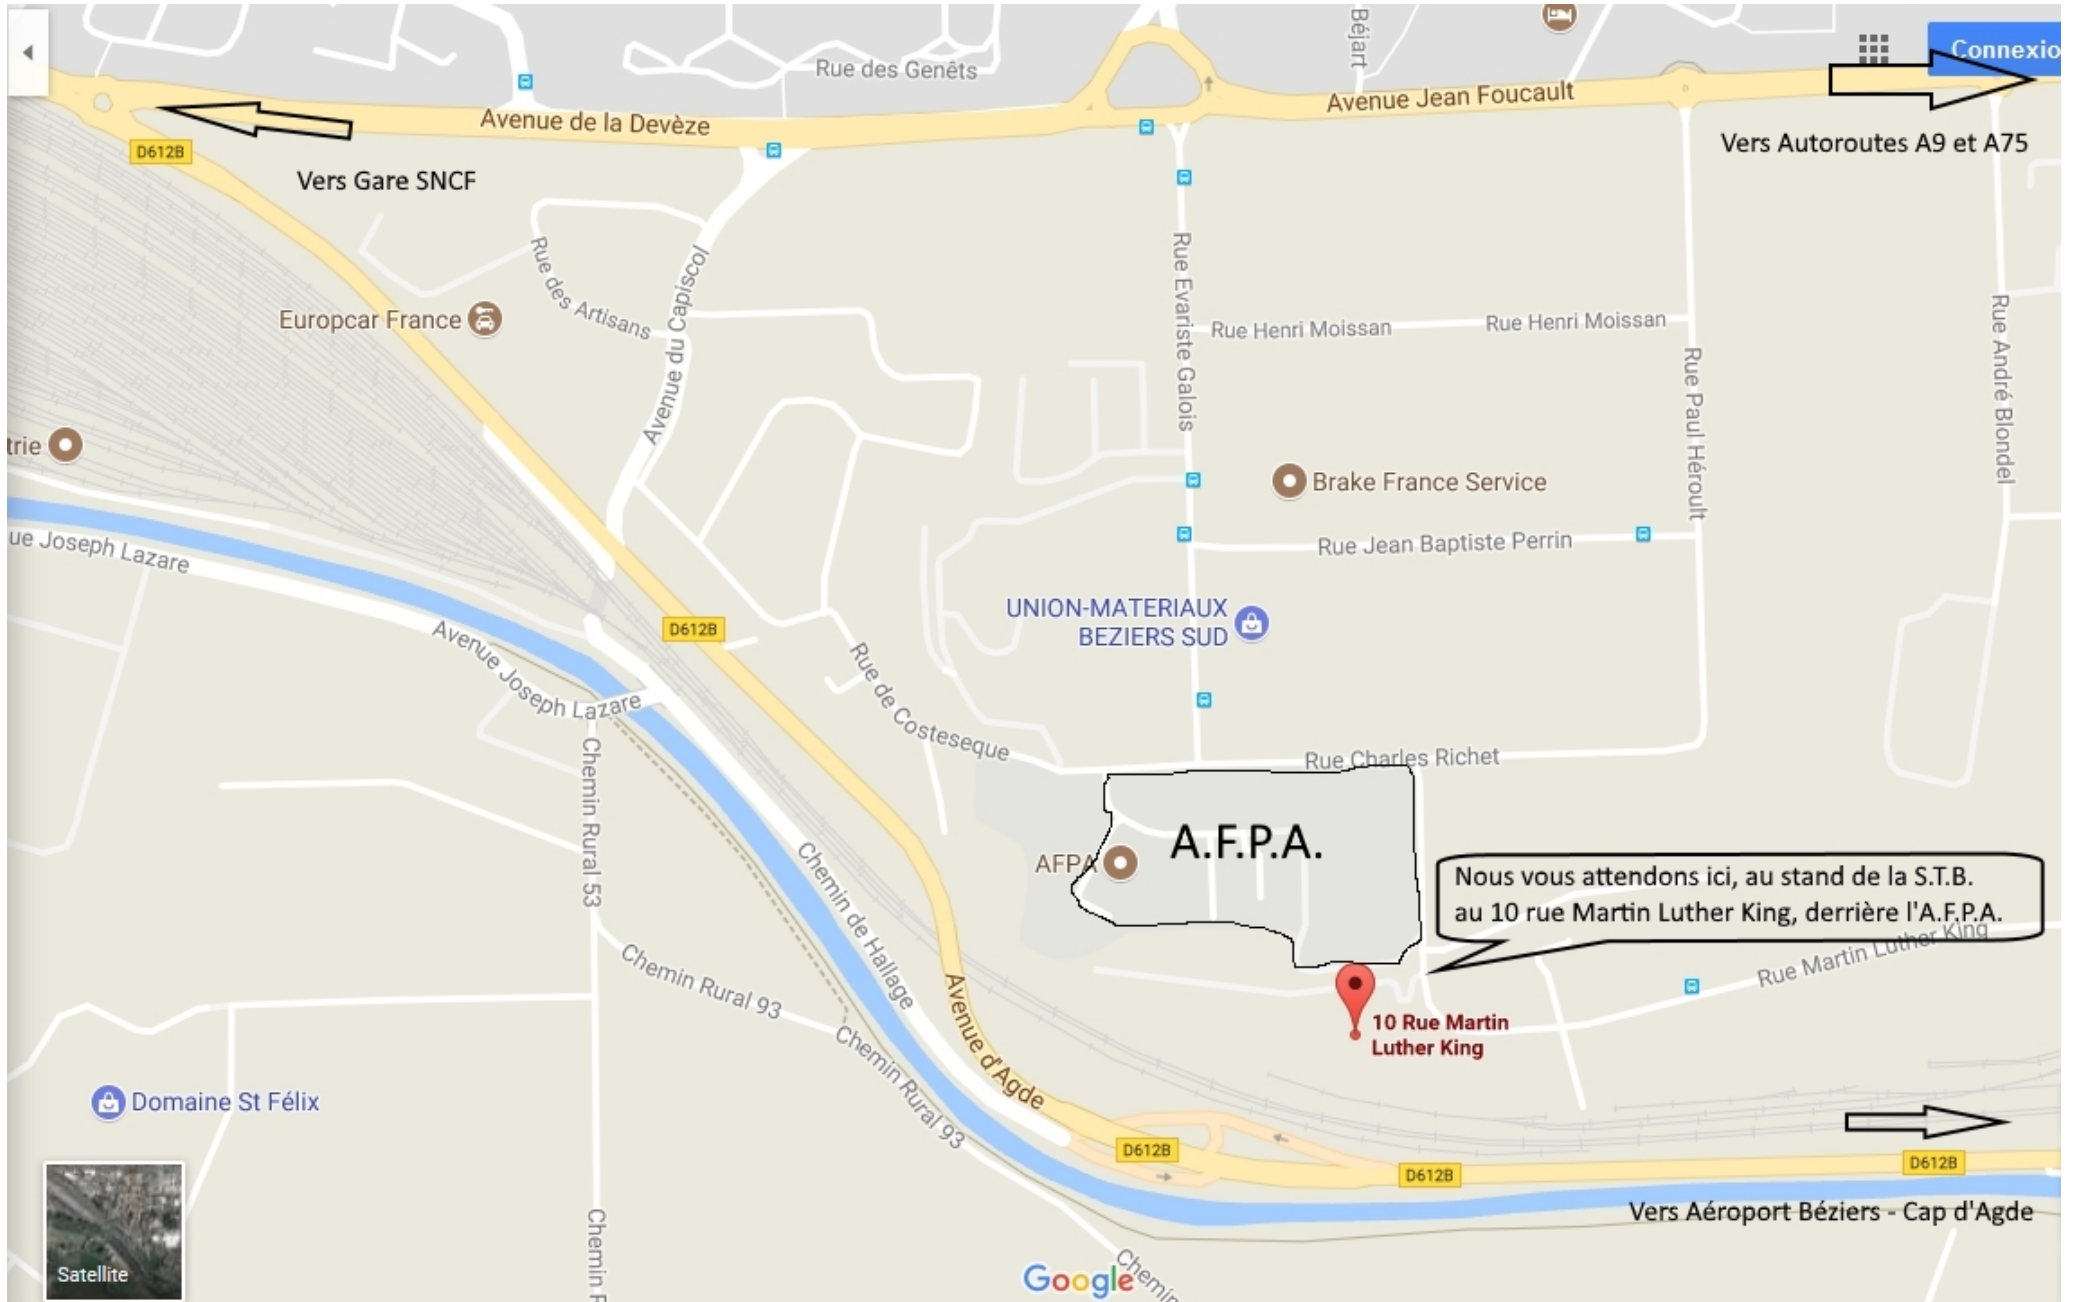 Béjart
Connexio
Rue des Genêts
Avenue Jean Foucault
Avenue de la Devèze
D612B
Vers Gare SNCF
Vers Autoroutes A9 et A75
Rue des Artisans
Avenue du Capiscol
Rue Evariste Galois
Europcar France
Rue Henri Moissan
Rue Henri Moissan
Rue Paul Héroult
Rue André Blondel
trie
Brake France Service
ue Joseph Lazare
Rue Jean Baptiste Perrin
UNION-MATERIAUX
BEZIERS SUD
D612B
Avenue Joseph Lazare
Rue de Costeseque
Rue Charles Richet
Chemin Rural 53
A.F.P.A.
AFPA
Chemin de Hallage
Nous vous attendons ici, au stand de la S.T.B.
au 10 rue Martin Luther King, derrière l'A.F.P.A.
Rue Martin Luther King
Chemin Rural 93
Avenue d'Agde
10 Rue Martin
Luther King
Chemin Rural 93
Domaine St Félix
D612B
D612B
D612B
Vers Aéroport Béziers - Cap d'Agde
Chemin R
Satellite
Google
Chemin